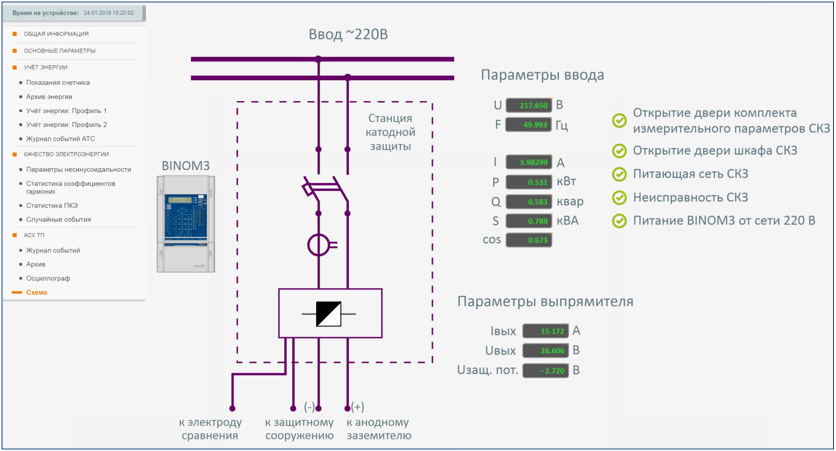 Время на устройстве: 24.01.2019 15:20:02
ОБЩАЯ ИНФОРМАЦИЯ
ОСНОВНЫЕ ПАРАМЕТРЫ
УЧЁТ ЭНЕРГИИ
Показания счетчика
Архив энергии
Учёт энергии: Профиль 1
Учёт энергии: Профиль 2
Журнал событий АТС
КАЧЕСТВО ЭЛЕКТРОЭНЕРГИИ
Параметры несинусоидальности
Статистика коэффициентов
гармоник
Статистика ПКЭ
Случайные события
АСУ ТП
Журнал событий
Архив
Осциллограф
Схема
Ввод ~220В
Станция
катодной
защиты
BINOM3
(-)
(+)
к электроду
сравнения
к защитному
сооружению
к анодному
заземлителю
Параметры ввода
U 217.650 В
F 49.993 Гц
I 3.98299 А
P 0.531 кВт
Q 0.583 квар
S 0.789 кВА
cos 0.673
Параметры выпрямителя
Iвых 15.172 А
Uвых 26.606 В
Uзащ. пот. -2.720 В
Открытие двери комплекта
измерительного параметров СКЗ
Открытие двери шкафа СКЗ
Питающая сеть СКЗ
Неисправность СКЗ
Питание BINOM3 от сети 220 В